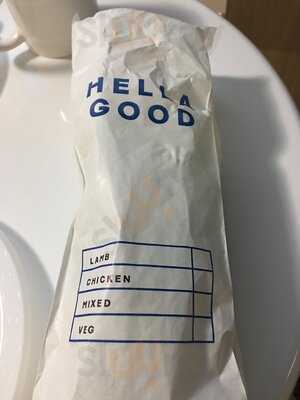 HELLA
GOOD
LAMB
CHICKEN
MIXED
VEG